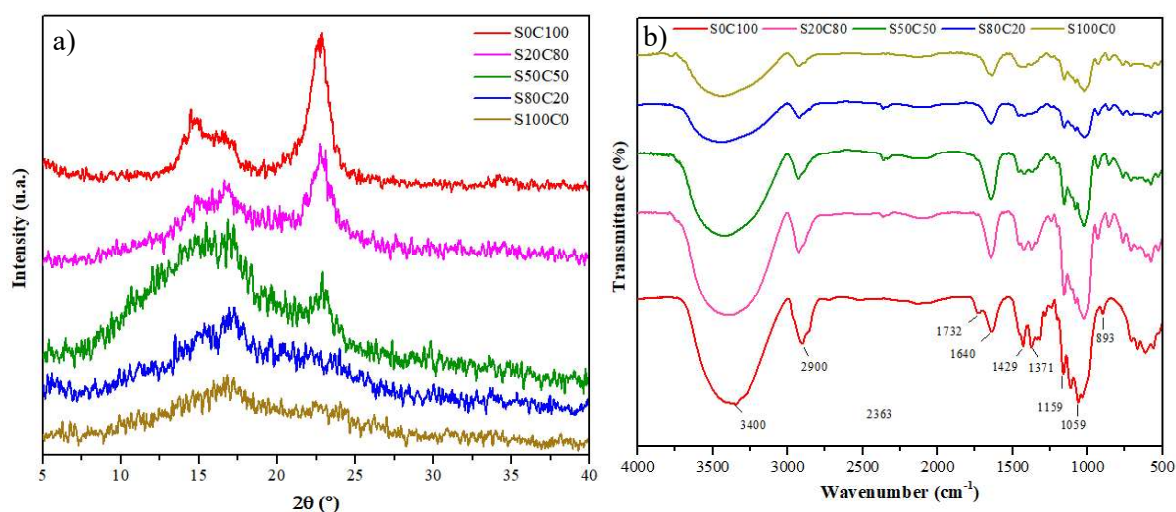 a)
S0C100
S20C80
S50C50
S80C20
S100C0
Intensity (u.a.)
5 10 15 20 25 30 35 40
2θ (°)
b)
S0C100 S20C80 S50C50 S80C20 S100C0
Transmittance (%)
1732
1640
2900
1429
1371
893
1159
1059
2363
3400
4000 3500 3000 2500 2000 1500 1000 500
Wavenumber (cm⁻¹)